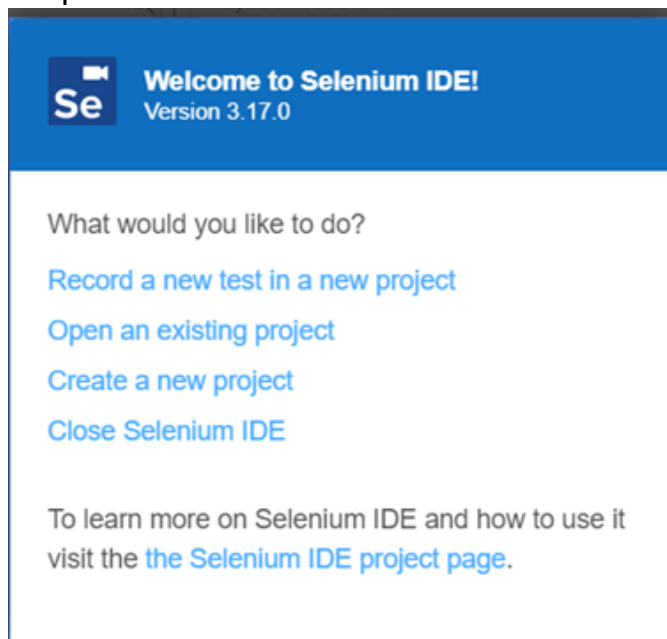 Se
Welcome to Selenium IDE!
Version 3.17.0
What would you like to do?
Record a new test in a new project
Open an existing project
Create a new project
Close Selenium IDE
To learn more on Selenium IDE and how to use it
visit the the Selenium IDE project page.